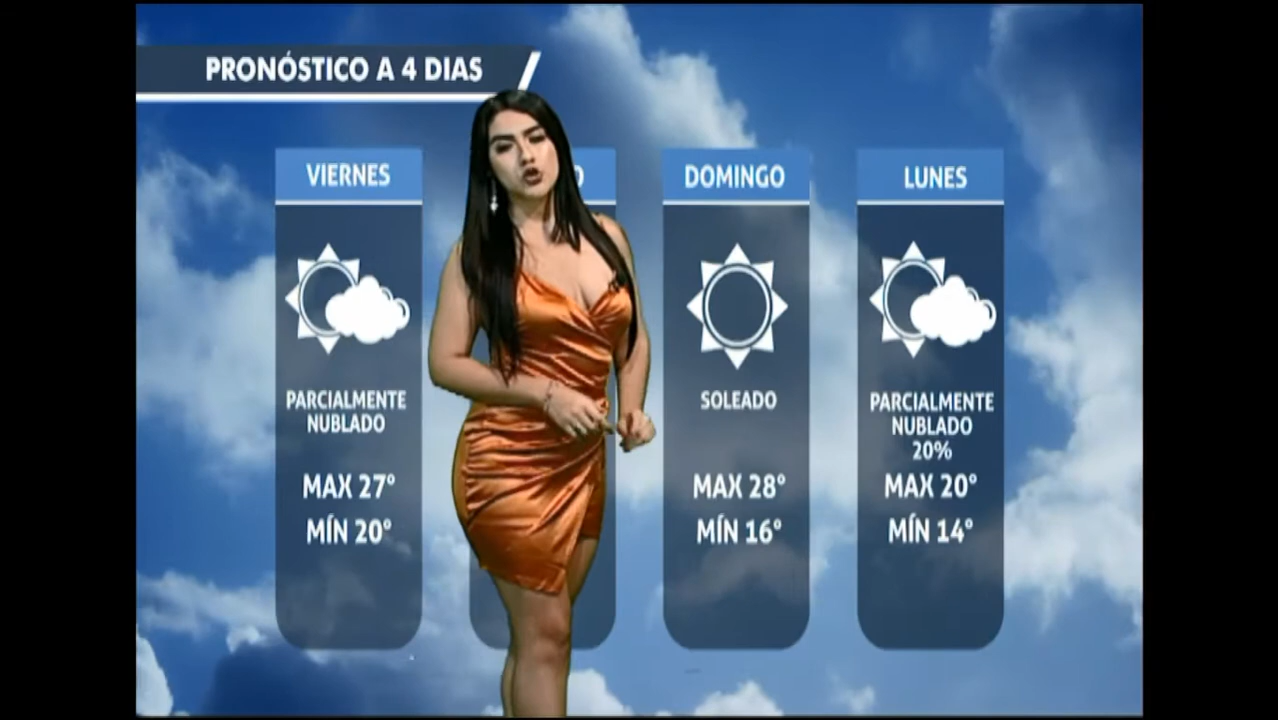 PRONÓSTICO A 4 DIAS
VIERNES
PARCIALMENTE
NUBLADO
MAX 27°
MÍN 20°
O
DOMINGO
SOLEADO
MAX 28°
MÍN 16°
LUNES
PARCIALMENTE
NUBLADO
20%
MAX 20°
MÍN 14°